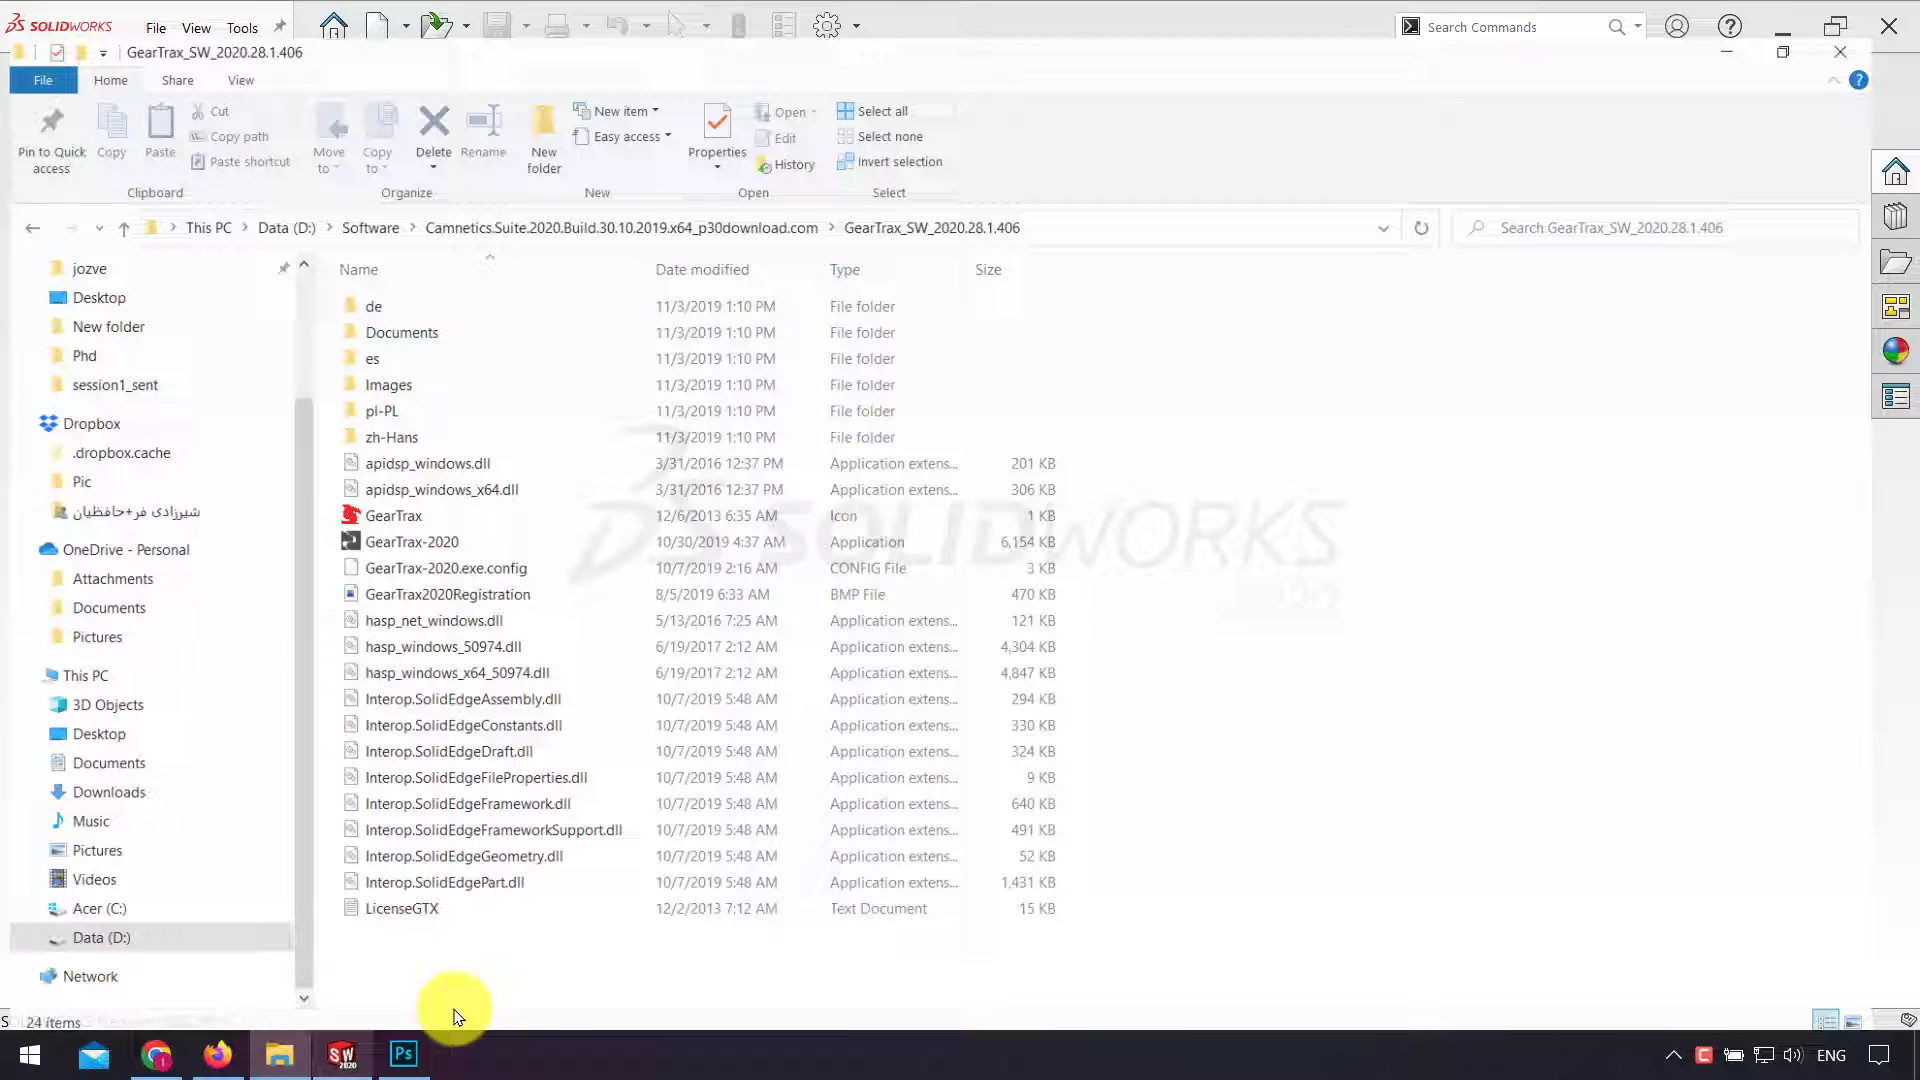 SOLIDWORKS File View Tools Search Commands
GearTrax_SW_2020.28.1.406
File Home Share View
Pin to Quick access
Copy
Paste
Cut
Copy path
Paste shortcut
Move to
Copy to
Delete
Rename
New folder
New item
Easy access
Properties
Open
Edit
History
Select all
Select none
Invert selection
Clipboard Organize New Open Select
This PC Data (D:) Software Camnetics.Suite.2020.Build.30.10.2019.x64_p30download.com GearTrax_SW_2020.28.1.406 Search GearTrax_SW_2020.28.1.406
jozve
Desktop
New folder
Phd
session1_sent
Dropbox
.dropbox.cache
Pic
شیرزادی فر+حافظیان
OneDrive - Personal
Attachments
Documents
Pictures
This PC
3D Objects
Desktop
Documents
Downloads
Music
Pictures
Videos
Acer (C:)
Data (D:)
Network
Name Date modified Type Size
de 11/3/2019 1:10 PM File folder
Documents 11/3/2019 1:10 PM File folder
es 11/3/2019 1:10 PM File folder
Images 11/3/2019 1:10 PM File folder
pl-PL 11/3/2019 1:10 PM File folder
zh-Hans 11/3/2019 1:10 PM File folder
apidsp_windows.dll 3/31/2016 12:37 PM Application extens... 201 KB
apidsp_windows_x64.dll 3/31/2016 12:37 PM Application extens... 306 KB
GearTrax 12/6/2013 6:35 AM Icon 1 KB
GearTrax-2020 10/30/2019 4:37 AM Application 6,154 KB
GearTrax-2020.exe.config 10/7/2019 2:16 AM CONFIG File 3 KB
GearTrax2020Registration 8/5/2019 6:33 AM BMP File 470 KB
hasp_net_windows.dll 5/13/2016 7:25 AM Application extens... 121 KB
hasp_windows_50974.dll 6/19/2017 2:12 AM Application extens... 4,304 KB
hasp_windows_x64_50974.dll 6/19/2017 2:12 AM Application extens... 4,847 KB
Interop.SolidEdgeAssembly.dll 10/7/2019 5:48 AM Application extens... 294 KB
Interop.SolidEdgeConstants.dll 10/7/2019 5:48 AM Application extens... 330 KB
Interop.SolidEdgeDraft.dll 10/7/2019 5:48 AM Application extens... 324 KB
Interop.SolidEdgeFileProperties.dll 10/7/2019 5:48 AM Application extens... 9 KB
Interop.SolidEdgeFramework.dll 10/7/2019 5:48 AM Application extens... 640 KB
Interop.SolidEdgeFrameworkSupport.dll 10/7/2019 5:48 AM Application extens... 491 KB
Interop.SolidEdgeGeometry.dll 10/7/2019 5:48 AM Application extens... 52 KB
Interop.SolidEdgePart.dll 10/7/2019 5:48 AM Application extens... 1,431 KB
LicenseGTX 12/2/2013 7:12 AM Text Document 15 KB
SOLIDWORKS
24 items
SW 2020
Ps
ENG